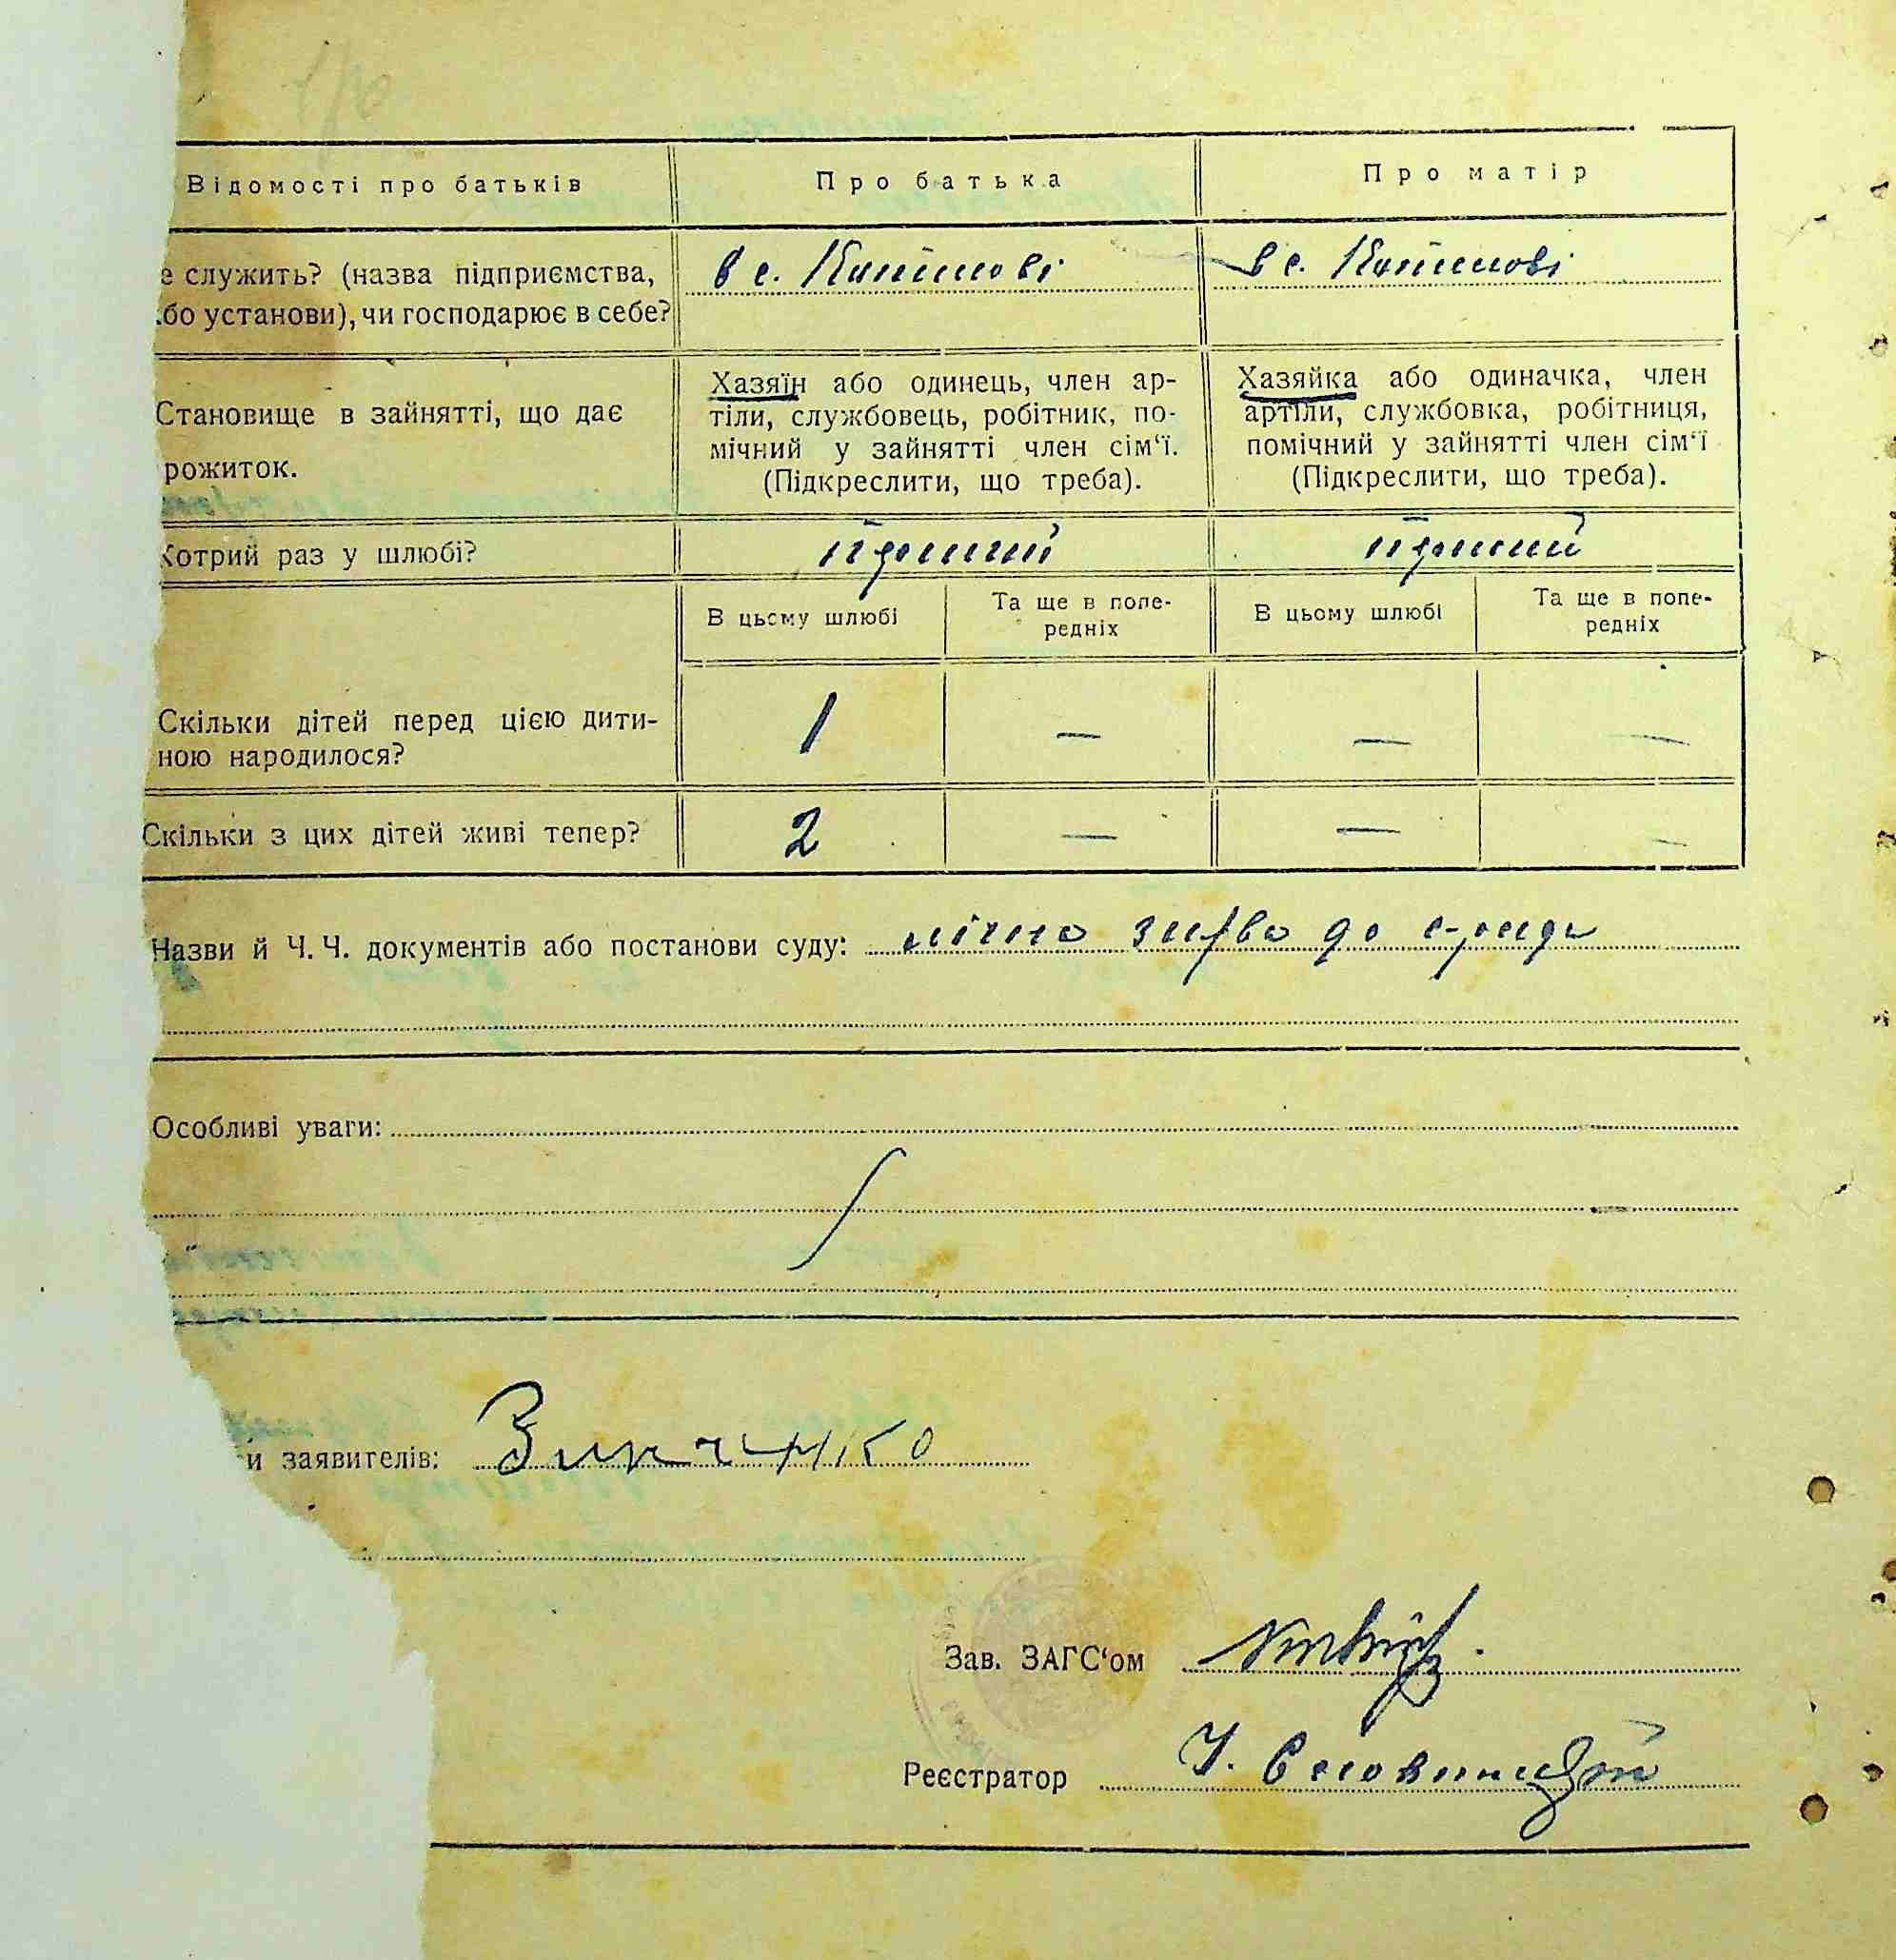 Відомості про батьків
Про батька
Про матір
е служить? (назва підприємства,
бо установи), чи господарює в себе?
в с.
в с.
Становище в зайнятті, що дає
рожиток.
Хазяїн або одинець, член ар-
тіли, службовець, робітник, по-
мічний у зайнятті член сім‘ї.
(Підкреслити, що треба).
Хазяйка або одиначка, член
артіли, службовка, робітниця,
помічний у зайнятті член сім‘ї
(Підкреслити, що треба).
Котрий раз у шлюбі?
перший
перший
В цьому шлюбі
Та ще в попе-
редніх
В цьому шлюбі
Та ще в попе-
редніх
Скільки дітей перед цією дити-
ною народилося?
1 — — —
Скільки з цих дітей живі тепер?
2 — — —
Назви й Ч.Ч. документів або постанови суду:
до
Особливі уваги:
и заявителів:
Зав. ЗАГС‘ом
Реєстратор